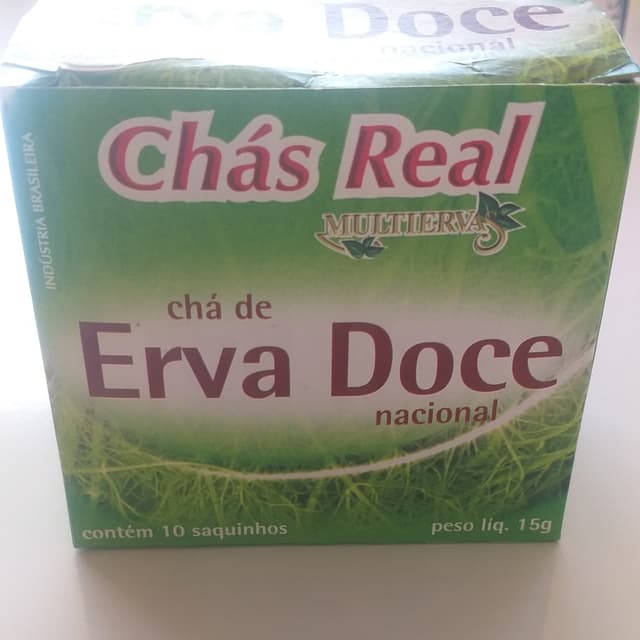 Erva Doce
nacional
INDÚSTRIA BRASILEIRA
Chás Real
MULTIERVAS
chá de
Erva Doce
nacional
contém 10 saquinhos
peso líq. 15g